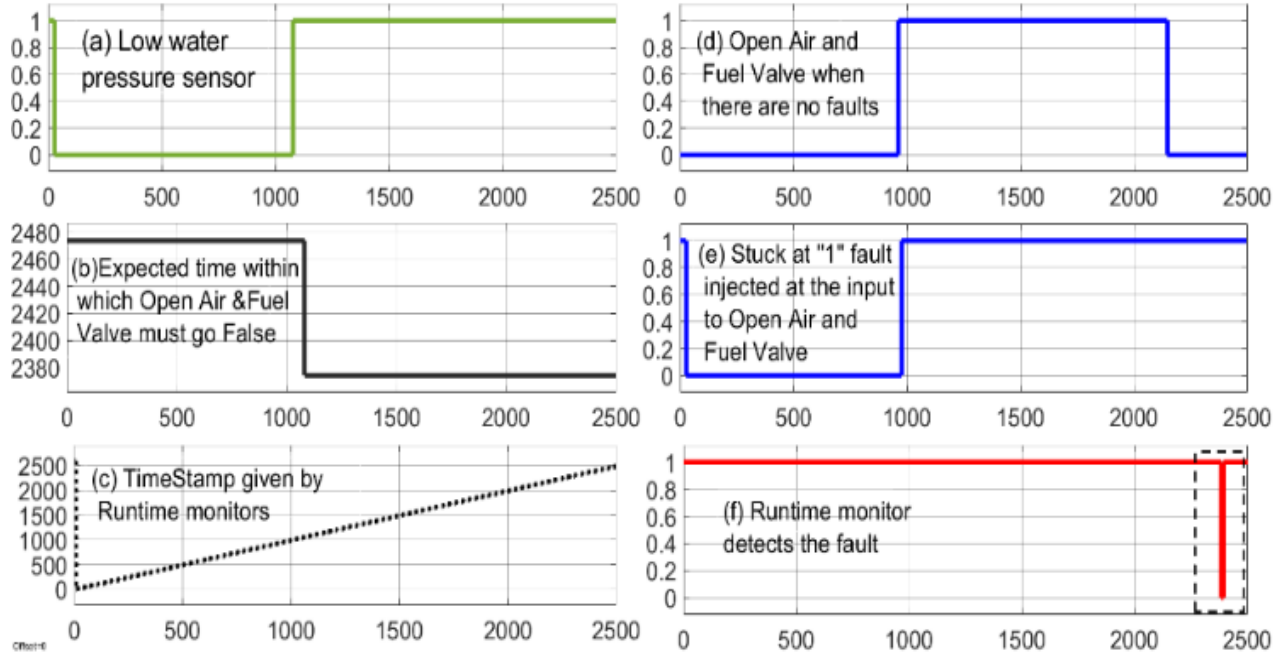 1
0.8
0.6
0.4
0.2
0
(a) Low water
pressure sensor
0 500 1000 1500 2000 2500
1
0.8
0.6
0.4
0.2
0
(d) Open Air and
Fuel Valve when
there are no faults
0 500 1000 1500 2000 2500
2480
2460
2440
2420
2400
2380
(b)Expected time within
which Open Air &Fuel
Valve must go False
0 500 1000 1500 2000 2500
1
0.8
0.6
0.4
0.2
0
(e) Stuck at "1" fault
injected at the input
to Open Air and
Fuel Valve
0 500 1000 1500 2000 2500
2500
2000
1500
1000
500
0
(c) TimeStamp given by
Runtime monitors
0 500 1000 1500 2000 2500
1
0.8
0.6
0.4
0.2
0
(f) Runtime monitor
detects the fault
0 500 1000 1500 2000 2500
Offset=0